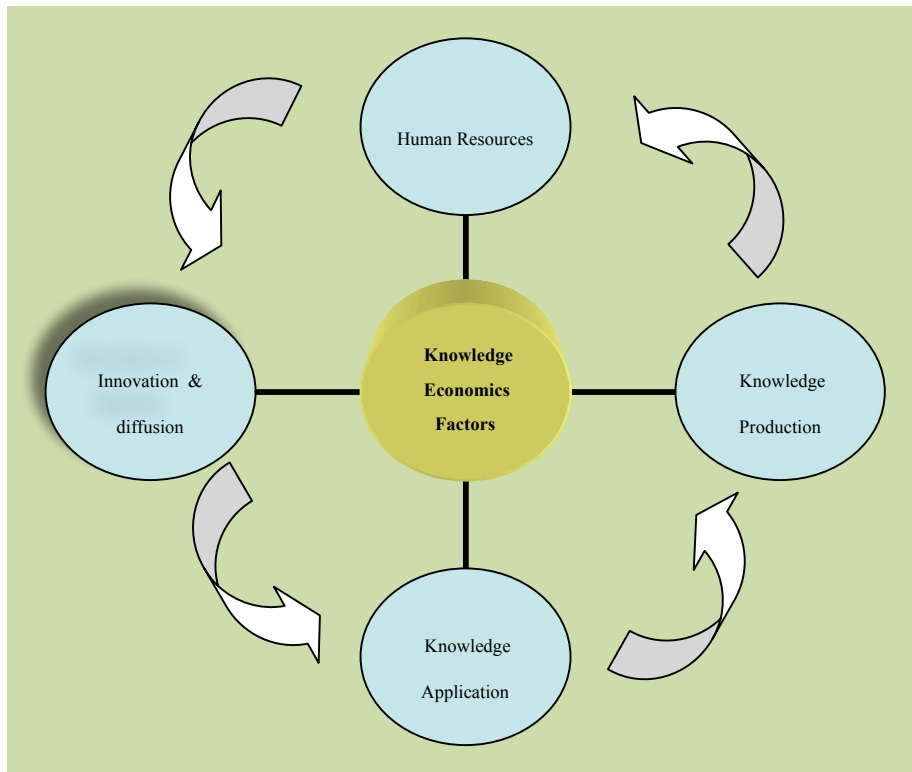 Human Resources
Knowledge
Economics
Factors
Innovation &
diffusion
Knowledge
Production
Knowledge
Application